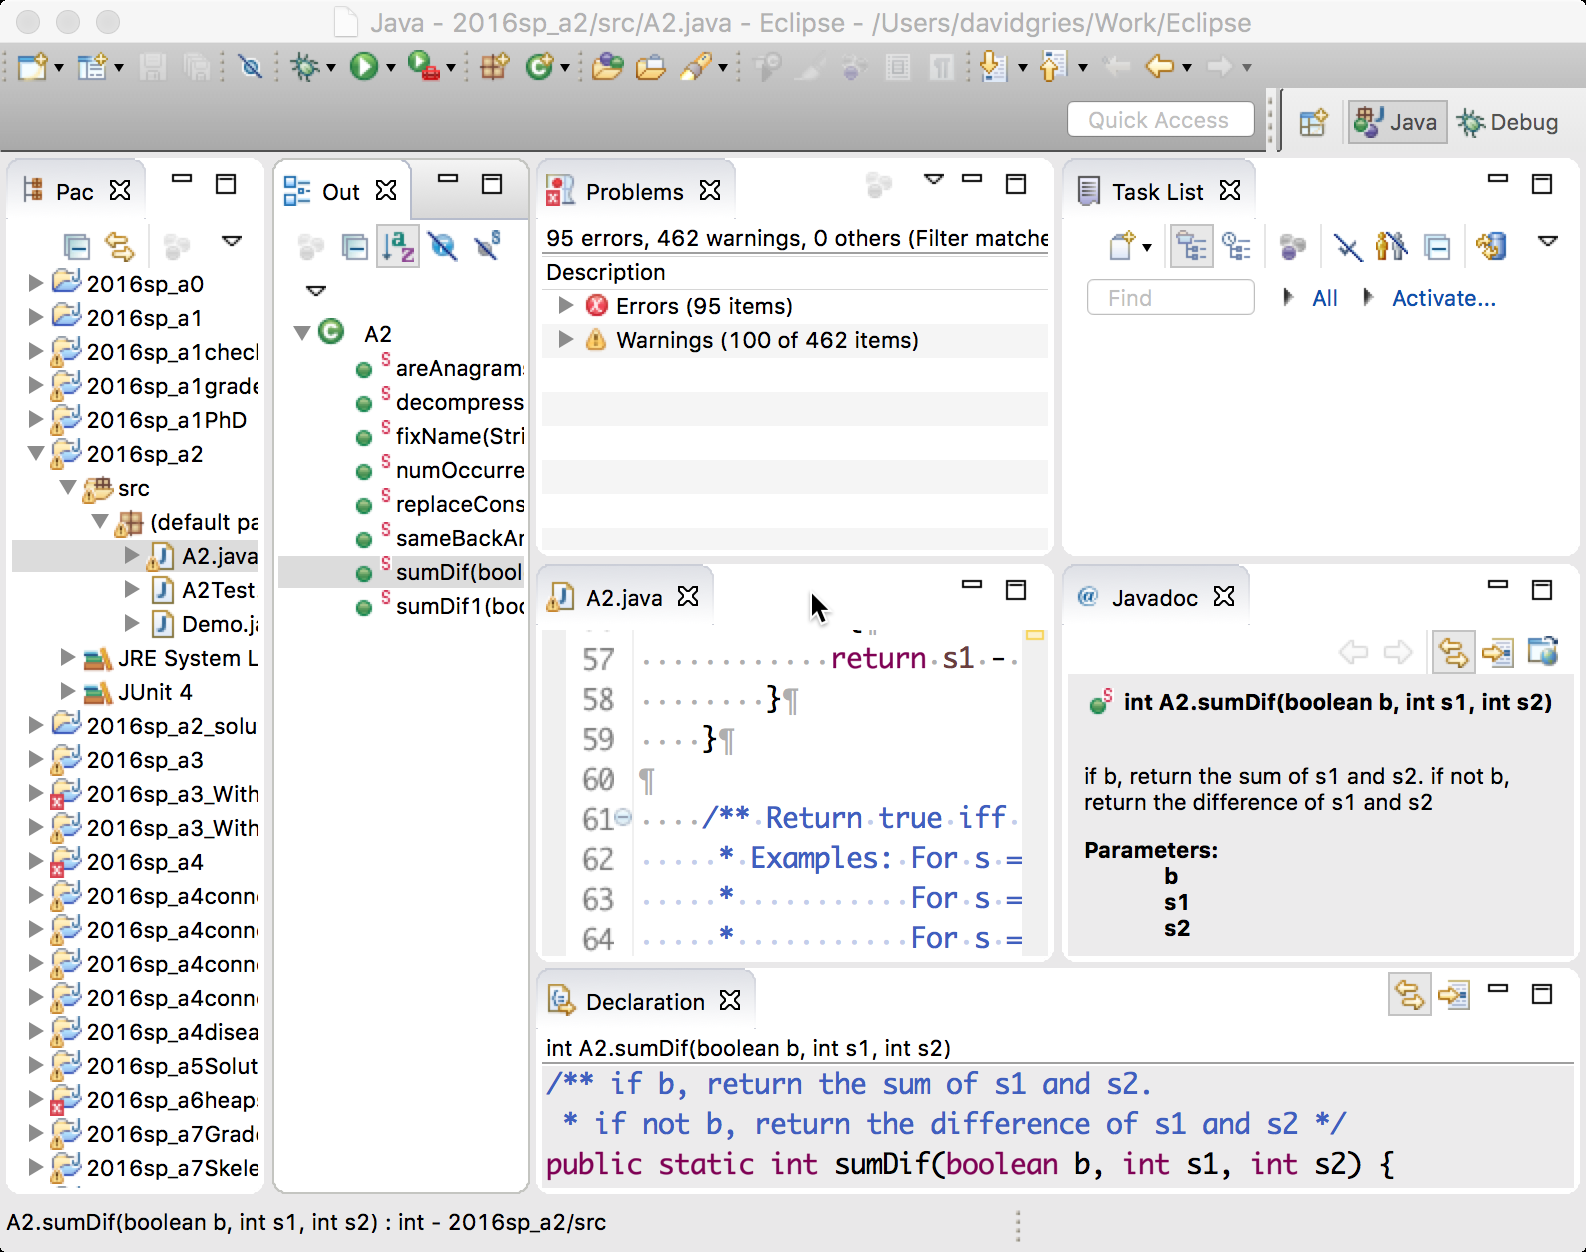 Java - 2016sp_a2/src/A2.java - Eclipse - /Users/davidgries/Work/Eclipse
Quick Access
Java
Debug
Pac
2016sp_a0
2016sp_a1
2016sp_a1checl
2016sp_a1grade
2016sp_a1PhD
2016sp_a2
src
(default pa
A2.java
A2Test
Demo.ja
JRE System L
JUnit 4
2016sp_a2_solu
2016sp_a3
2016sp_a3_With
2016sp_a3_With
2016sp_a4
2016sp_a4conn
2016sp_a4conn
2016sp_a4conn
2016sp_a4conn
2016sp_a4disea
2016sp_a5Solut
2016sp_a6heap
2016sp_a7Grad
2016sp_a7Skele
Out
A2
areAnagram
decompress
fixName(Stri
numOccurre
replaceCons
sameBackAr
sumDif(bool
sumDif1(boo
Problems
95 errors, 462 warnings, 0 others (Filter matche
Description
Errors (95 items)
Warnings (100 of 462 items)
Task List
Find
All
Activate...
A2.java
57 return s1 -
58 }¶
59 }¶
60 ¶
61 /** Return true iff
62 * Examples: For s =
63 * For s =
64 * For s =
Javadoc
int A2.sumDif(boolean b, int s1, int s2)
if b, return the sum of s1 and s2. if not b,
return the difference of s1 and s2
Parameters:
b
s1
s2
Declaration
int A2.sumDif(boolean b, int s1, int s2)
/** if b, return the sum of s1 and s2.
* if not b, return the difference of s1 and s2 */
public static int sumDif(boolean b, int s1, int s2) {
A2.sumDif(boolean b, int s1, int s2) : int - 2016sp_a2/src